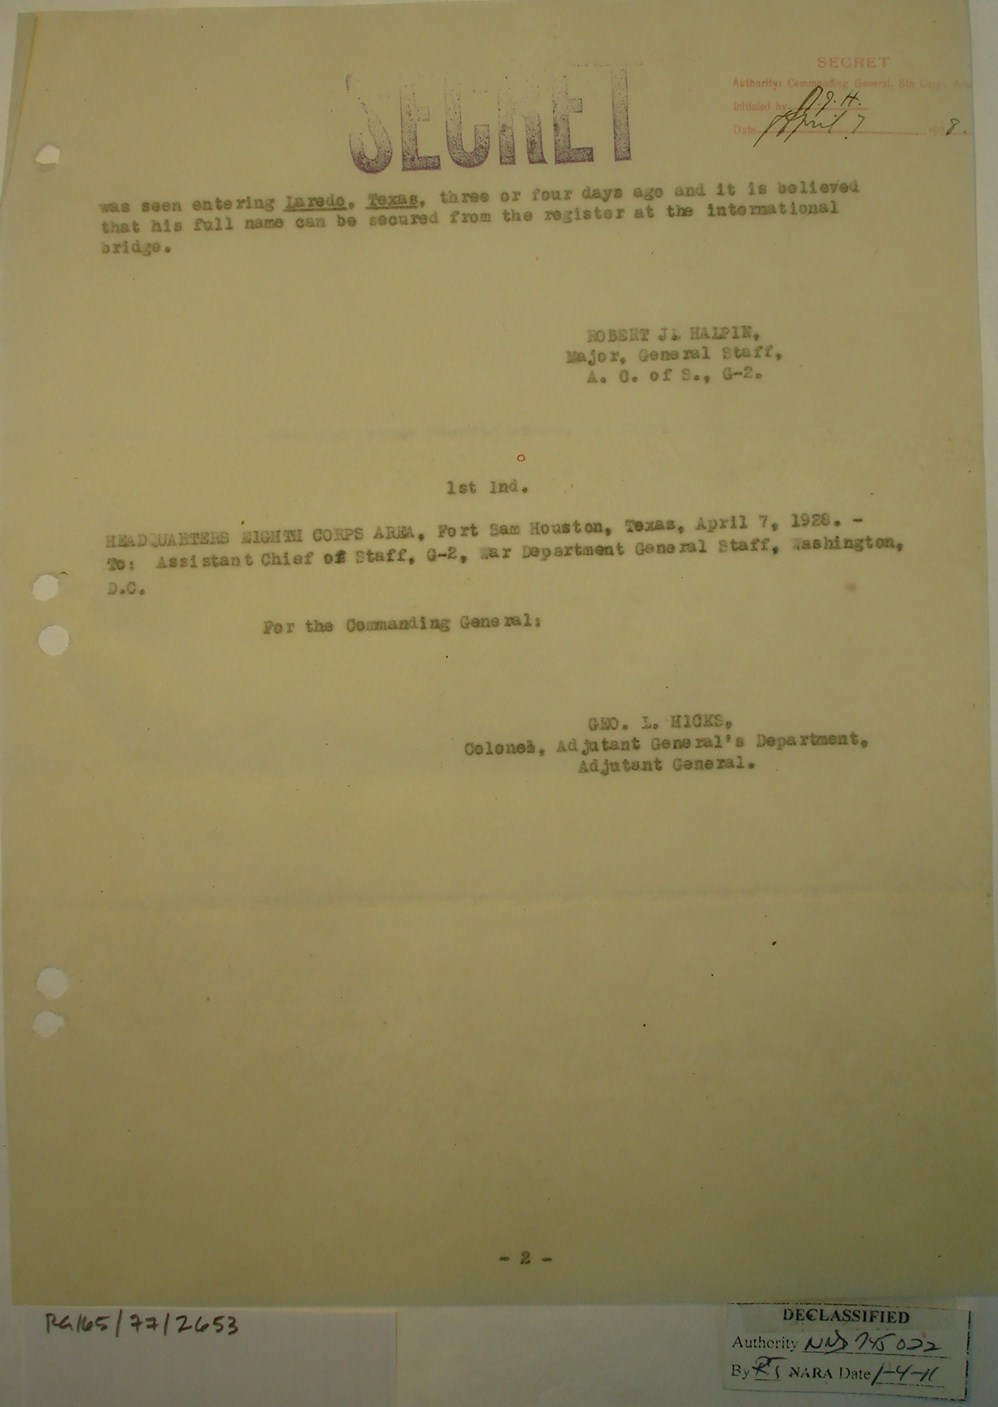 SECRET
SECRET
Authority: Commanding General, 8th Corps Area
Initialed by R.J.H.
Date April 7 1928.
was seen entering Laredo, Texas, three or four days ago and it is believed
that his full name can be secured from the register at the international
bridge.
ROBERT J. HALPIN,
Major, General Staff,
A. C. of S., G-2.
1st Ind.
HEADQUARTERS EIGHTH CORPS AREA, Fort Sam Houston, Texas, April 7, 1928. -
To: Assistant Chief of Staff, G-2, War Department General Staff, Washington,
D.C.
For the Commanding General:
GEO. L. HICKS,
Colonel, Adjutant General's Department,
Adjutant General.
- 2 -
RG165/77/2653
DECLASSIFIED
Authority NND 745022
By NARA Date 1-4-11